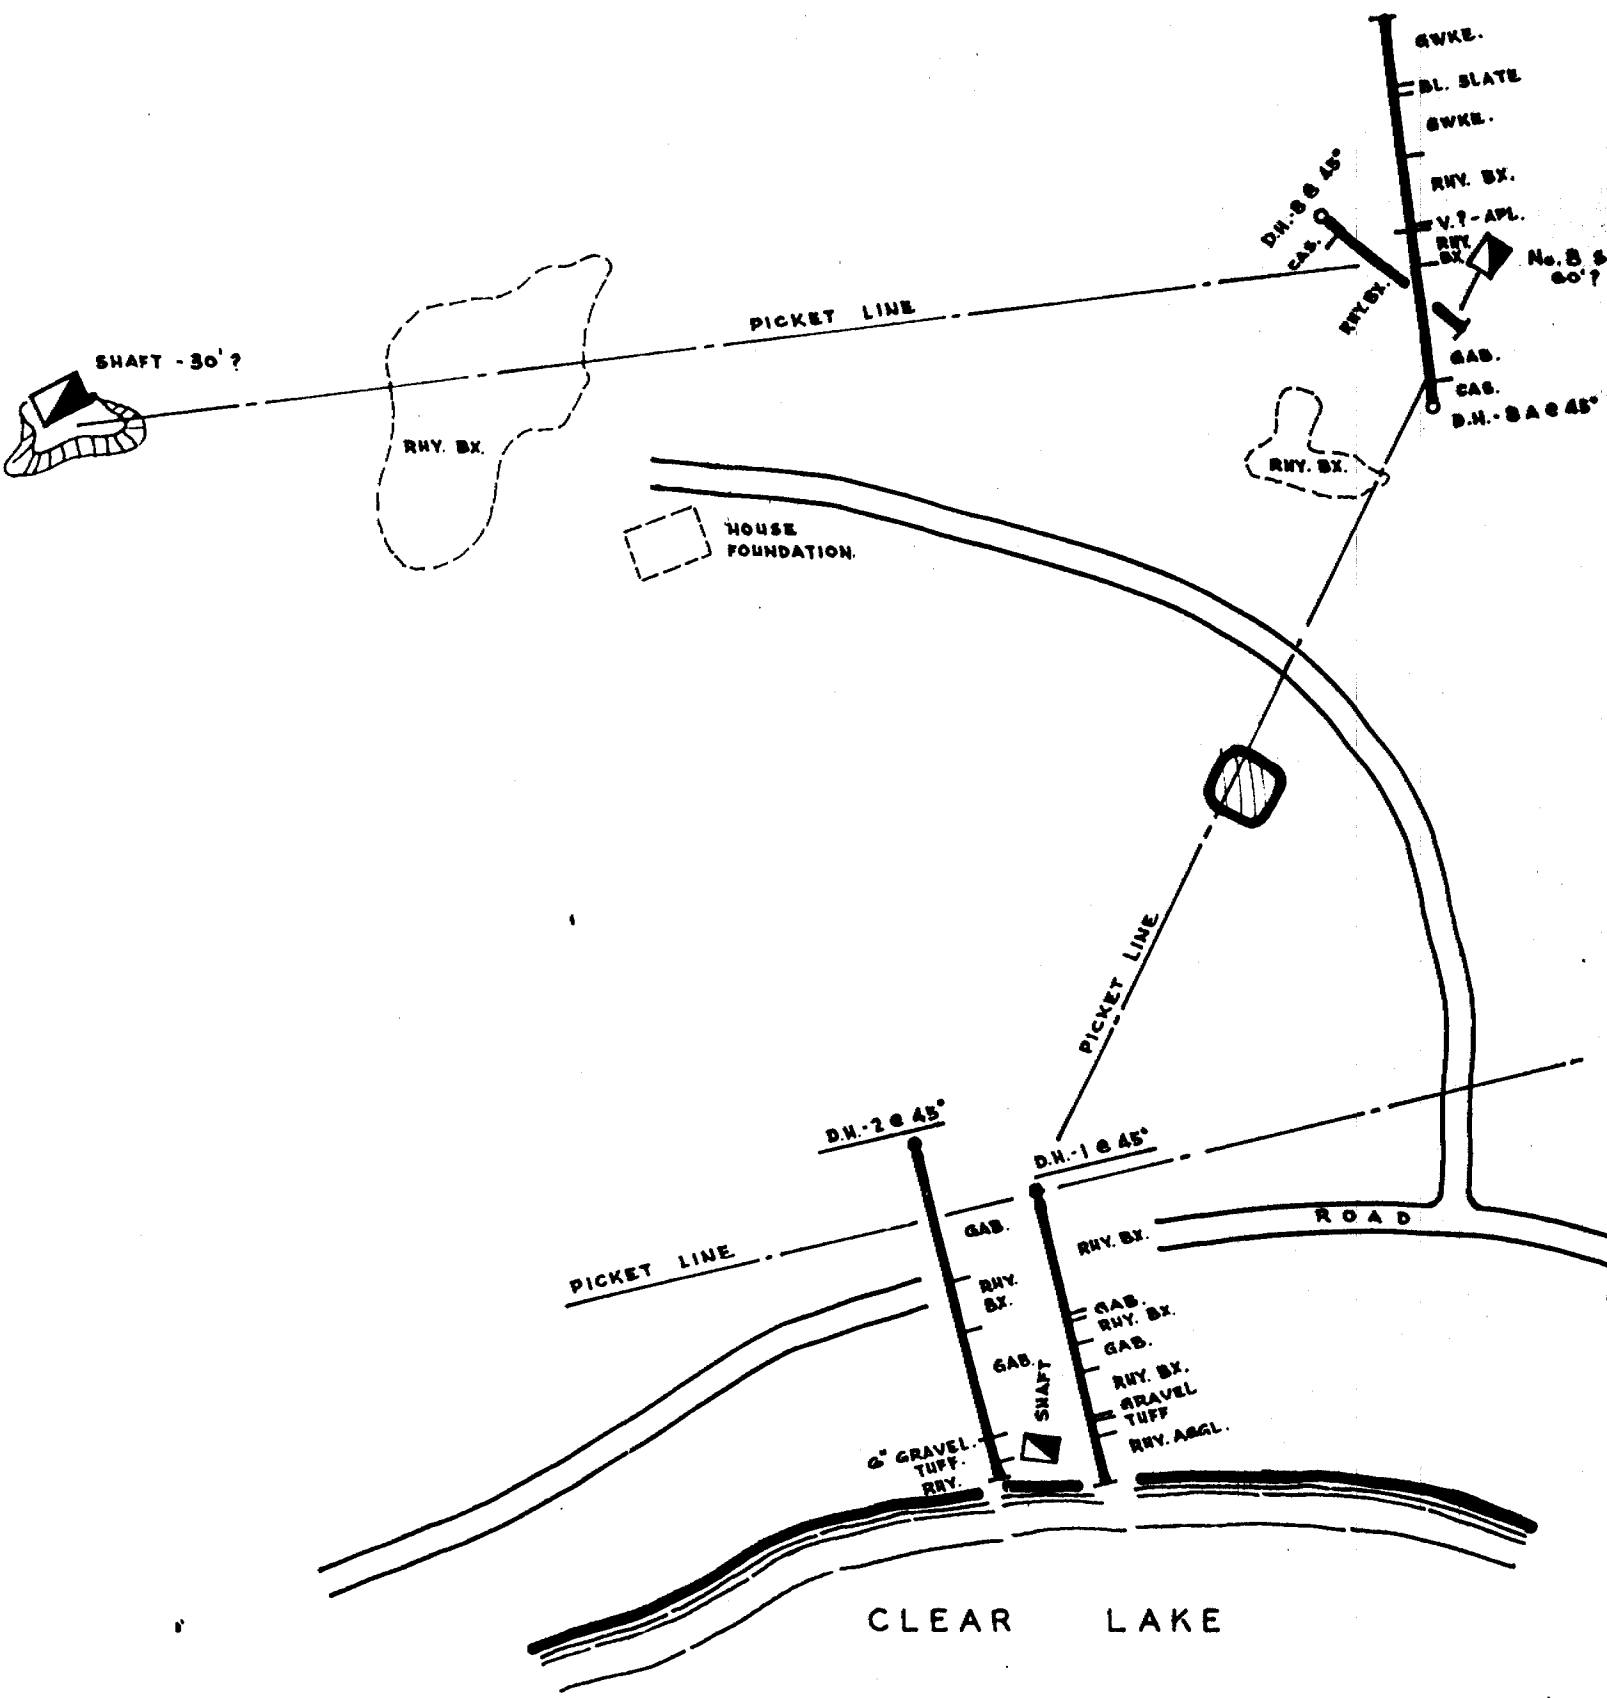 GWKE.
BL. SLATE
GWKE.
RHY. BX.
V.?-APL.
RHY.
BX.
No. 8 S
60'?
D.H.-8 @ 45°
CAS.
RHY. BX.
GAB.
CAS.
D.H.-8A @ 45°
PICKET LINE
SHAFT - 30'?
RHY. BX.
RHY. BX.
HOUSE
FOUNDATION.
PICKET LINE
D.H.-2 @ 45°
D.H.-1 @ 45°
ROAD
PICKET LINE
GAB.
RHY.
BX.
GAB.
SHAFT
6" GRAVEL.
TUFF.
RHY.
RHY. BX.
GAB.
RHY. BX.
GAB.
RHY. BX.
GRAVEL
TUFF
RHY. AGGL.
CLEAR LAKE